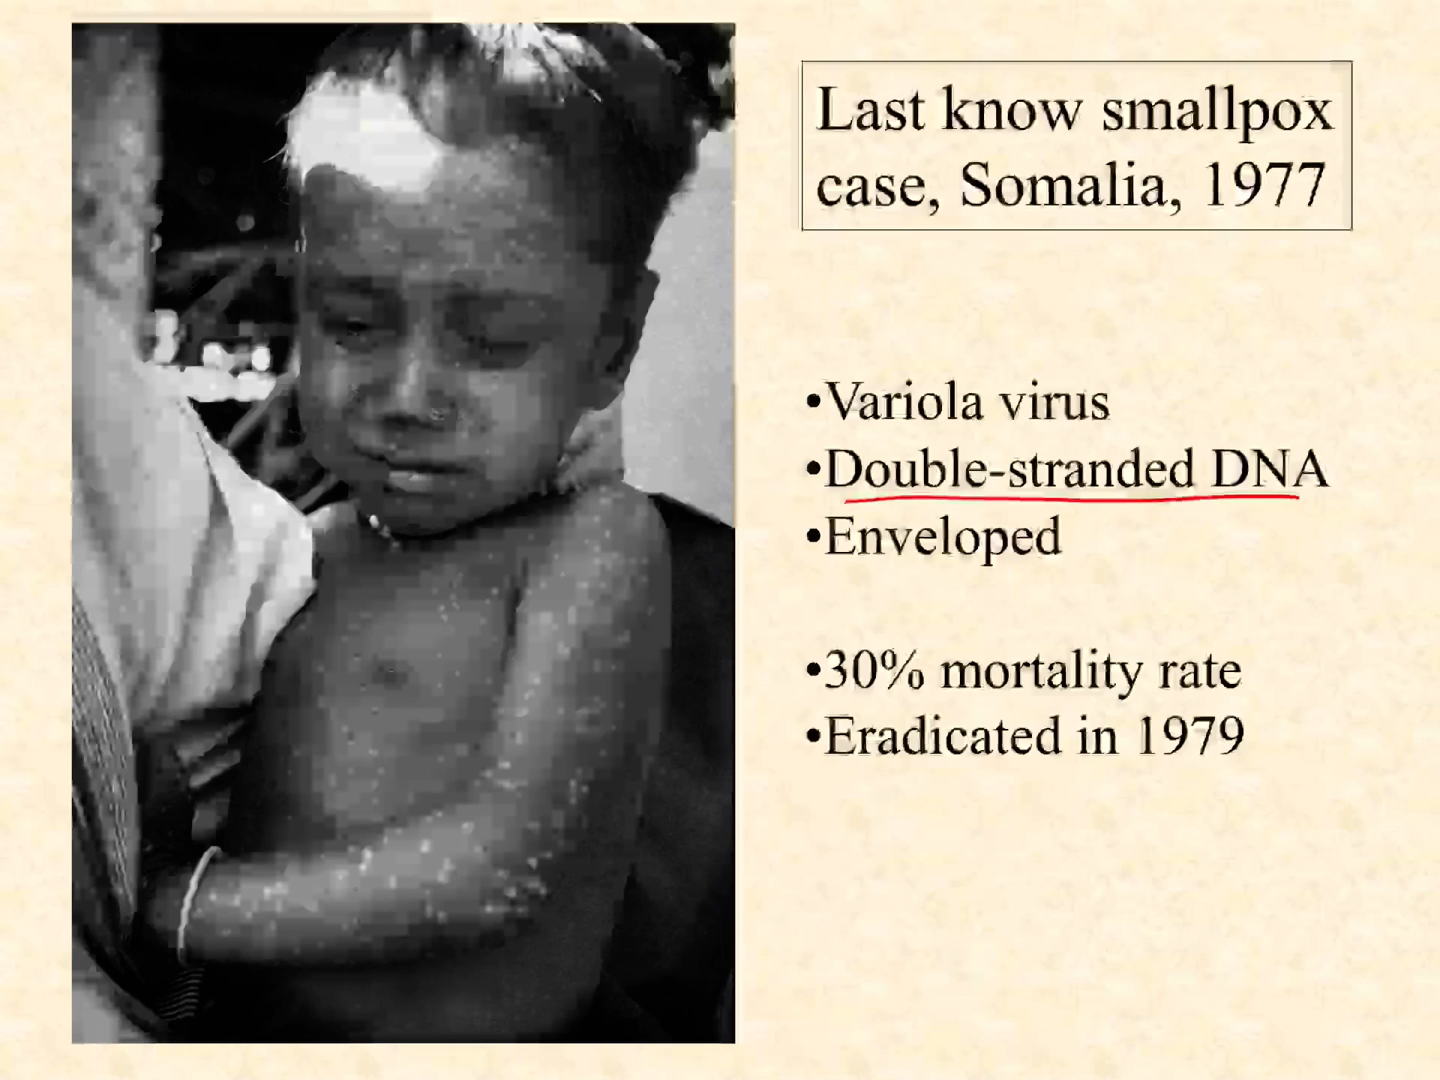 Last know smallpox
case, Somalia, 1977
•Variola virus
•Double-stranded DNA
•Enveloped
•30% mortality rate
•Eradicated in 1979